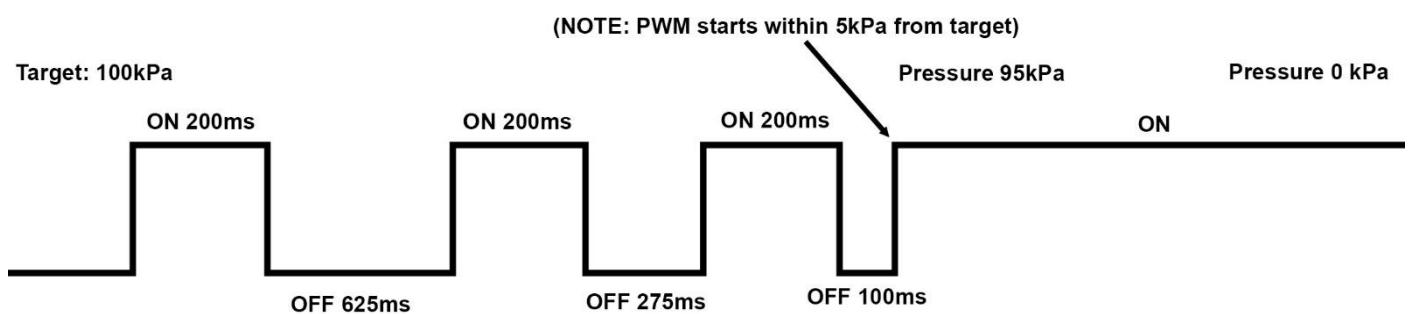 (NOTE: PWM starts within 5kPa from target)
Target: 100kPa
Pressure 95kPa
Pressure 0 kPa
ON 200ms
ON 200ms
ON 200ms
ON
OFF 625ms
OFF 275ms
OFF 100ms